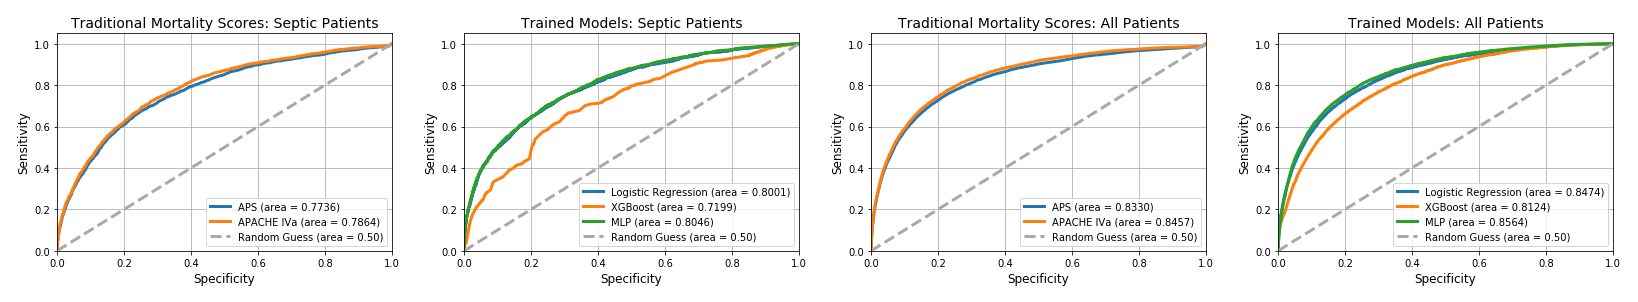 Traditional Mortality Scores: Septic Patients
1.0
0.8
0.6
0.4
0.2
0.0
Sensitivity
APS (area = 0.7736)
APACHE IVa (area = 0.7864)
Random Guess (area = 0.50)
0.0 0.2 0.4 0.6 0.8 1.0
Specificity
Trained Models: Septic Patients
1.0
0.8
0.6
0.4
0.2
0.0
Sensitivity
Logistic Regression (area = 0.8001)
XGBoost (area = 0.7199)
MLP (area = 0.8046)
Random Guess (area = 0.50)
0.0 0.2 0.4 0.6 0.8 1.0
Specificity
Traditional Mortality Scores: All Patients
1.0
0.8
0.6
0.4
0.2
0.0
Sensitivity
APS (area = 0.8330)
APACHE IVa (area = 0.8457)
Random Guess (area = 0.50)
0.0 0.2 0.4 0.6 0.8 1.0
Specificity
Trained Models: All Patients
1.0
0.8
0.6
0.4
0.2
0.0
Sensitivity
Logistic Regression (area = 0.8474)
XGBoost (area = 0.8124)
MLP (area = 0.8564)
Random Guess (area = 0.50)
0.0 0.2 0.4 0.6 0.8 1.0
Specificity